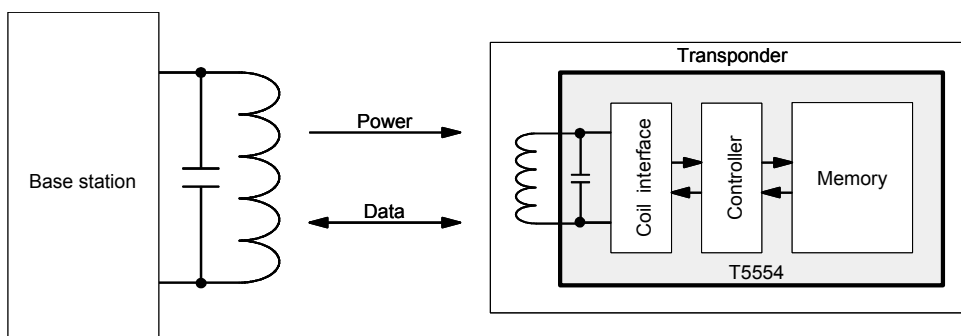 Base station
Power
Data
Transponder
Coil interface
Controller
Memory
T5554